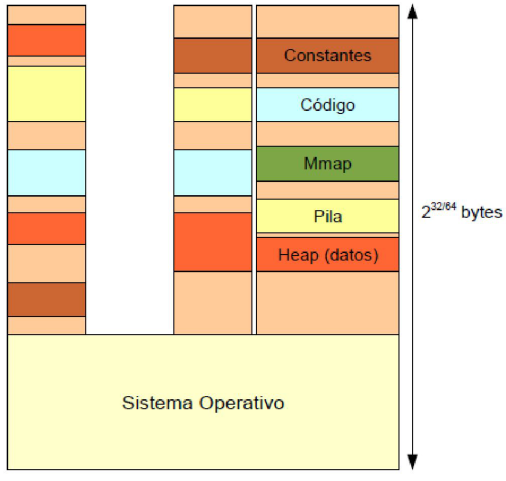 Constantes
Código
Mmap
Pila
2^32/64 bytes
Heap (datos)
Sistema Operativo